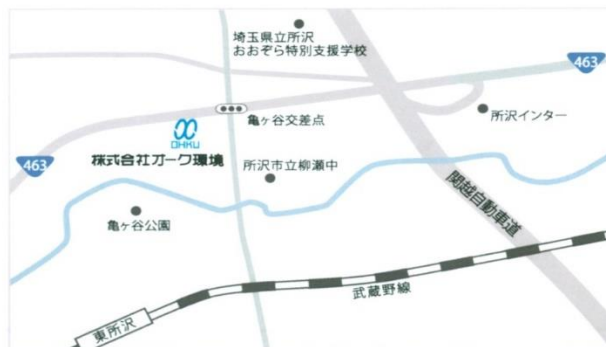 埼玉県立所沢
おおぞら特別支援学校
463
亀ヶ谷交差点
所沢インター
OHKU
株式会社オーク環境
463
所沢市立柳瀬中
亀ヶ谷公園
関越自動車道
武蔵野線
東所沢